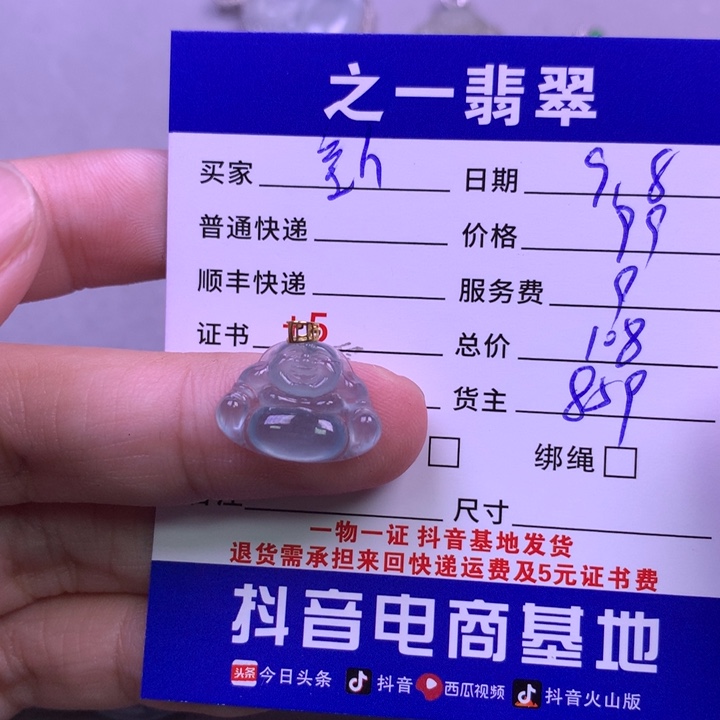 之一翡翠
买家 日期 9.8
普通快递 价格 99
顺丰快递 服务费 9
证书 +5 总价 108
货主 859
绑绳
尺寸
一物一证 抖音基地发货
退货需承担来回快递运费及5元证书费
抖音电商基地
头条 今日头条 抖音 西瓜视频 抖音火山版